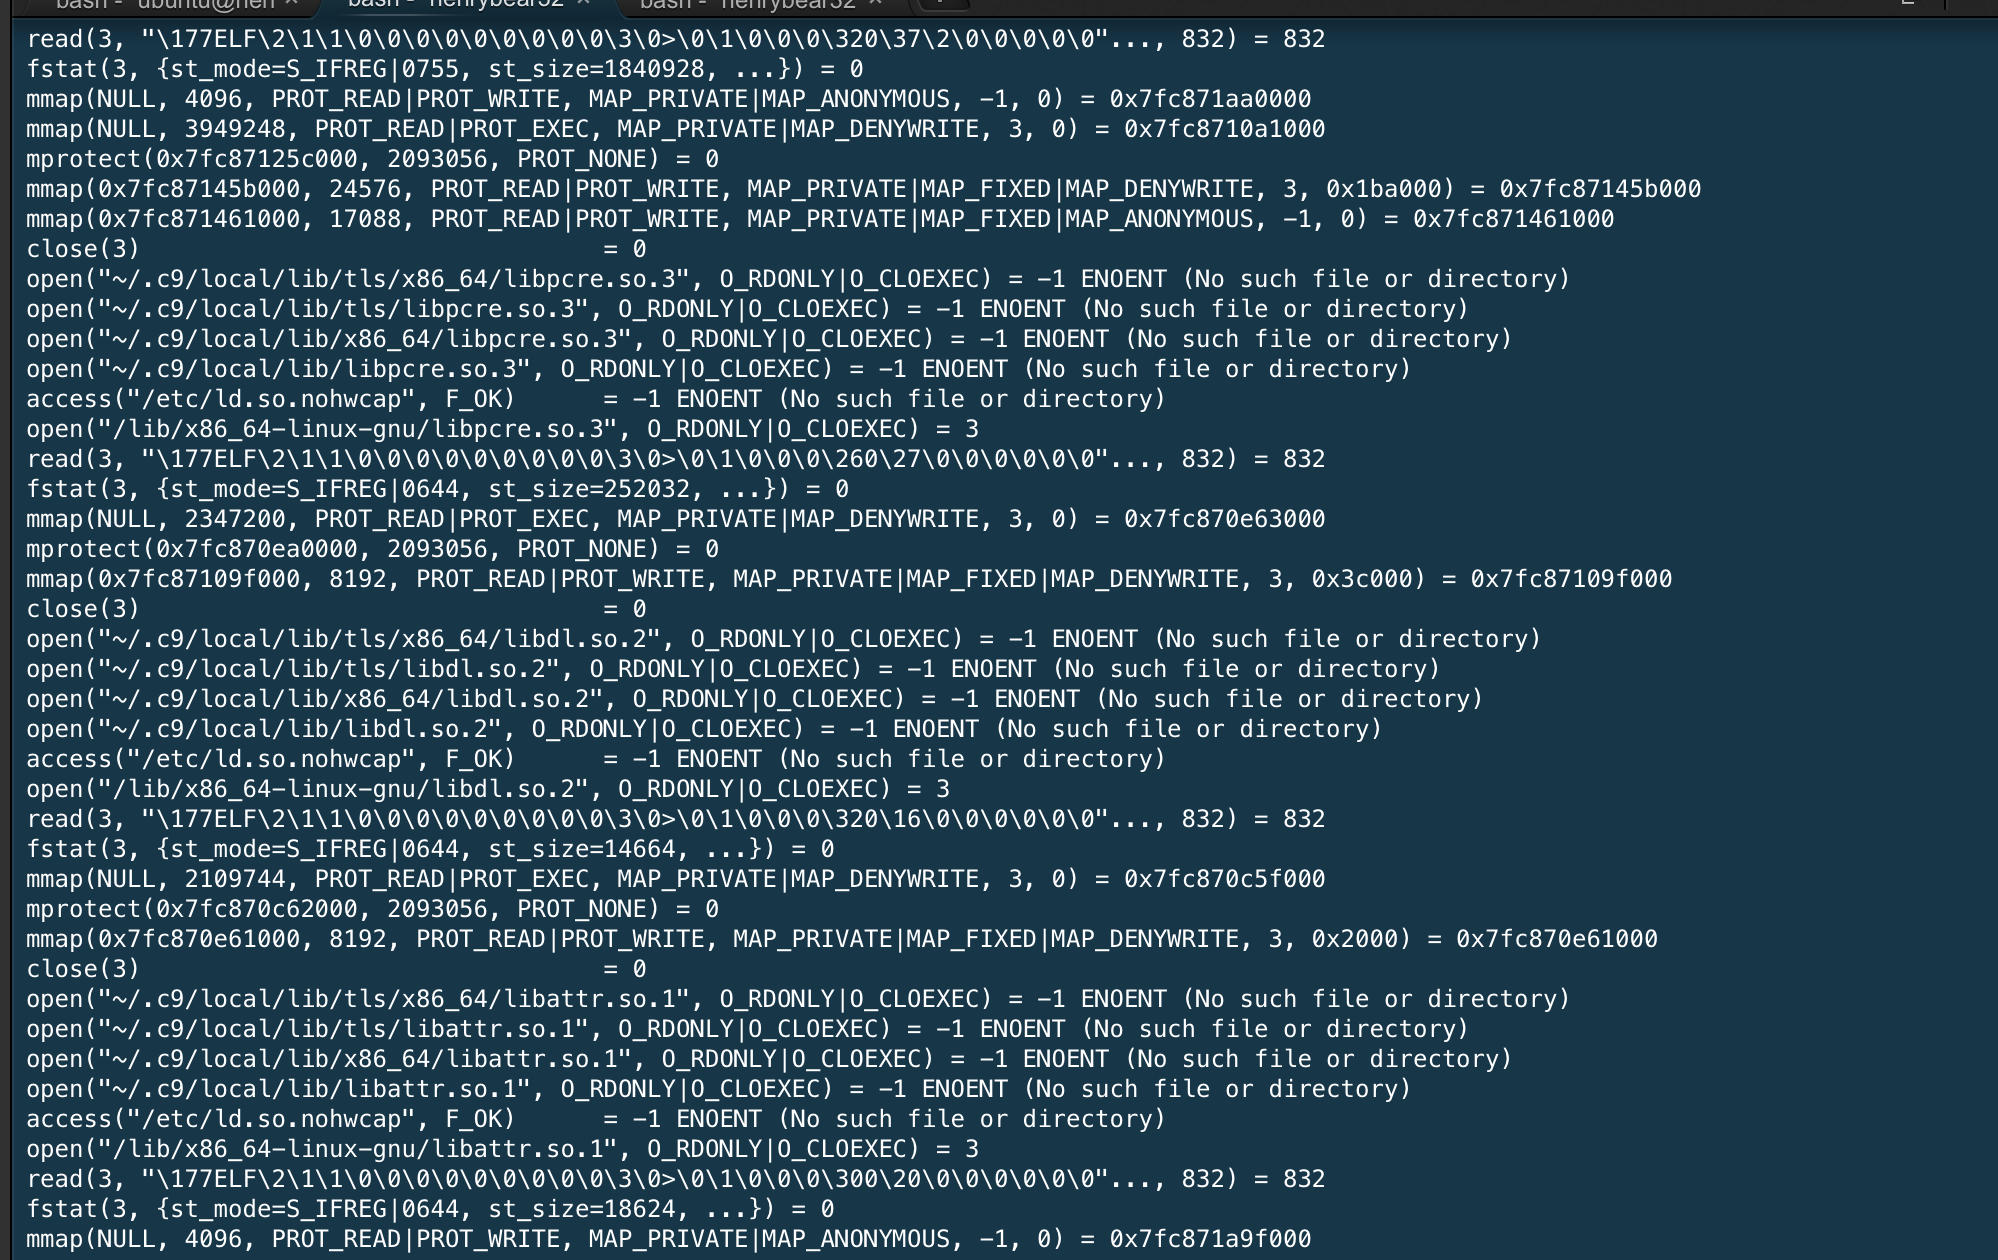 bash - "ubuntu@hen × bash - "henrybear32" × bash - "henrybear32" × +
read(3, "\177ELF\2\1\1\0\0\0\0\0\0\0\0\0\3\0>\0\1\0\0\0\320\37\2\0\0\0\0\0"..., 832) = 832
fstat(3, {st_mode=S_IFREG|0755, st_size=1840928, ...}) = 0
mmap(NULL, 4096, PROT_READ|PROT_WRITE, MAP_PRIVATE|MAP_ANONYMOUS, -1, 0) = 0x7fc871aa0000
mmap(NULL, 3949248, PROT_READ|PROT_EXEC, MAP_PRIVATE|MAP_DENYWRITE, 3, 0) = 0x7fc8710a1000
mprotect(0x7fc87125c000, 2093056, PROT_NONE) = 0
mmap(0x7fc87145b000, 24576, PROT_READ|PROT_WRITE, MAP_PRIVATE|MAP_FIXED|MAP_DENYWRITE, 3, 0x1ba000) = 0x7fc87145b000
mmap(0x7fc871461000, 17088, PROT_READ|PROT_WRITE, MAP_PRIVATE|MAP_FIXED|MAP_ANONYMOUS, -1, 0) = 0x7fc871461000
close(3)                                = 0
open("~/.c9/local/lib/tls/x86_64/libpcre.so.3", O_RDONLY|O_CLOEXEC) = -1 ENOENT (No such file or directory)
open("~/.c9/local/lib/tls/libpcre.so.3", O_RDONLY|O_CLOEXEC) = -1 ENOENT (No such file or directory)
open("~/.c9/local/lib/x86_64/libpcre.so.3", O_RDONLY|O_CLOEXEC) = -1 ENOENT (No such file or directory)
open("~/.c9/local/lib/libpcre.so.3", O_RDONLY|O_CLOEXEC) = -1 ENOENT (No such file or directory)
access("/etc/ld.so.nohwcap", F_OK)      = -1 ENOENT (No such file or directory)
open("/lib/x86_64-linux-gnu/libpcre.so.3", O_RDONLY|O_CLOEXEC) = 3
read(3, "\177ELF\2\1\1\0\0\0\0\0\0\0\0\0\3\0>\0\1\0\0\0\260\27\0\0\0\0\0\0"..., 832) = 832
fstat(3, {st_mode=S_IFREG|0644, st_size=252032, ...}) = 0
mmap(NULL, 2347200, PROT_READ|PROT_EXEC, MAP_PRIVATE|MAP_DENYWRITE, 3, 0) = 0x7fc870e63000
mprotect(0x7fc870ea0000, 2093056, PROT_NONE) = 0
mmap(0x7fc87109f000, 8192, PROT_READ|PROT_WRITE, MAP_PRIVATE|MAP_FIXED|MAP_DENYWRITE, 3, 0x3c000) = 0x7fc87109f000
close(3)                                = 0
open("~/.c9/local/lib/tls/x86_64/libdl.so.2", O_RDONLY|O_CLOEXEC) = -1 ENOENT (No such file or directory)
open("~/.c9/local/lib/tls/libdl.so.2", O_RDONLY|O_CLOEXEC) = -1 ENOENT (No such file or directory)
open("~/.c9/local/lib/x86_64/libdl.so.2", O_RDONLY|O_CLOEXEC) = -1 ENOENT (No such file or directory)
open("~/.c9/local/lib/libdl.so.2", O_RDONLY|O_CLOEXEC) = -1 ENOENT (No such file or directory)
access("/etc/ld.so.nohwcap", F_OK)      = -1 ENOENT (No such file or directory)
open("/lib/x86_64-linux-gnu/libdl.so.2", O_RDONLY|O_CLOEXEC) = 3
read(3, "\177ELF\2\1\1\0\0\0\0\0\0\0\0\0\3\0>\0\1\0\0\0\320\16\0\0\0\0\0\0"..., 832) = 832
fstat(3, {st_mode=S_IFREG|0644, st_size=14664, ...}) = 0
mmap(NULL, 2109744, PROT_READ|PROT_EXEC, MAP_PRIVATE|MAP_DENYWRITE, 3, 0) = 0x7fc870c5f000
mprotect(0x7fc870c62000, 2093056, PROT_NONE) = 0
mmap(0x7fc870e61000, 8192, PROT_READ|PROT_WRITE, MAP_PRIVATE|MAP_FIXED|MAP_DENYWRITE, 3, 0x2000) = 0x7fc870e61000
close(3)                                = 0
open("~/.c9/local/lib/tls/x86_64/libattr.so.1", O_RDONLY|O_CLOEXEC) = -1 ENOENT (No such file or directory)
open("~/.c9/local/lib/tls/libattr.so.1", O_RDONLY|O_CLOEXEC) = -1 ENOENT (No such file or directory)
open("~/.c9/local/lib/x86_64/libattr.so.1", O_RDONLY|O_CLOEXEC) = -1 ENOENT (No such file or directory)
open("~/.c9/local/lib/libattr.so.1", O_RDONLY|O_CLOEXEC) = -1 ENOENT (No such file or directory)
access("/etc/ld.so.nohwcap", F_OK)      = -1 ENOENT (No such file or directory)
open("/lib/x86_64-linux-gnu/libattr.so.1", O_RDONLY|O_CLOEXEC) = 3
read(3, "\177ELF\2\1\1\0\0\0\0\0\0\0\0\0\3\0>\0\1\0\0\0\300\20\0\0\0\0\0\0"..., 832) = 832
fstat(3, {st_mode=S_IFREG|0644, st_size=18624, ...}) = 0
mmap(NULL, 4096, PROT_READ|PROT_WRITE, MAP_PRIVATE|MAP_ANONYMOUS, -1, 0) = 0x7fc871a9f000